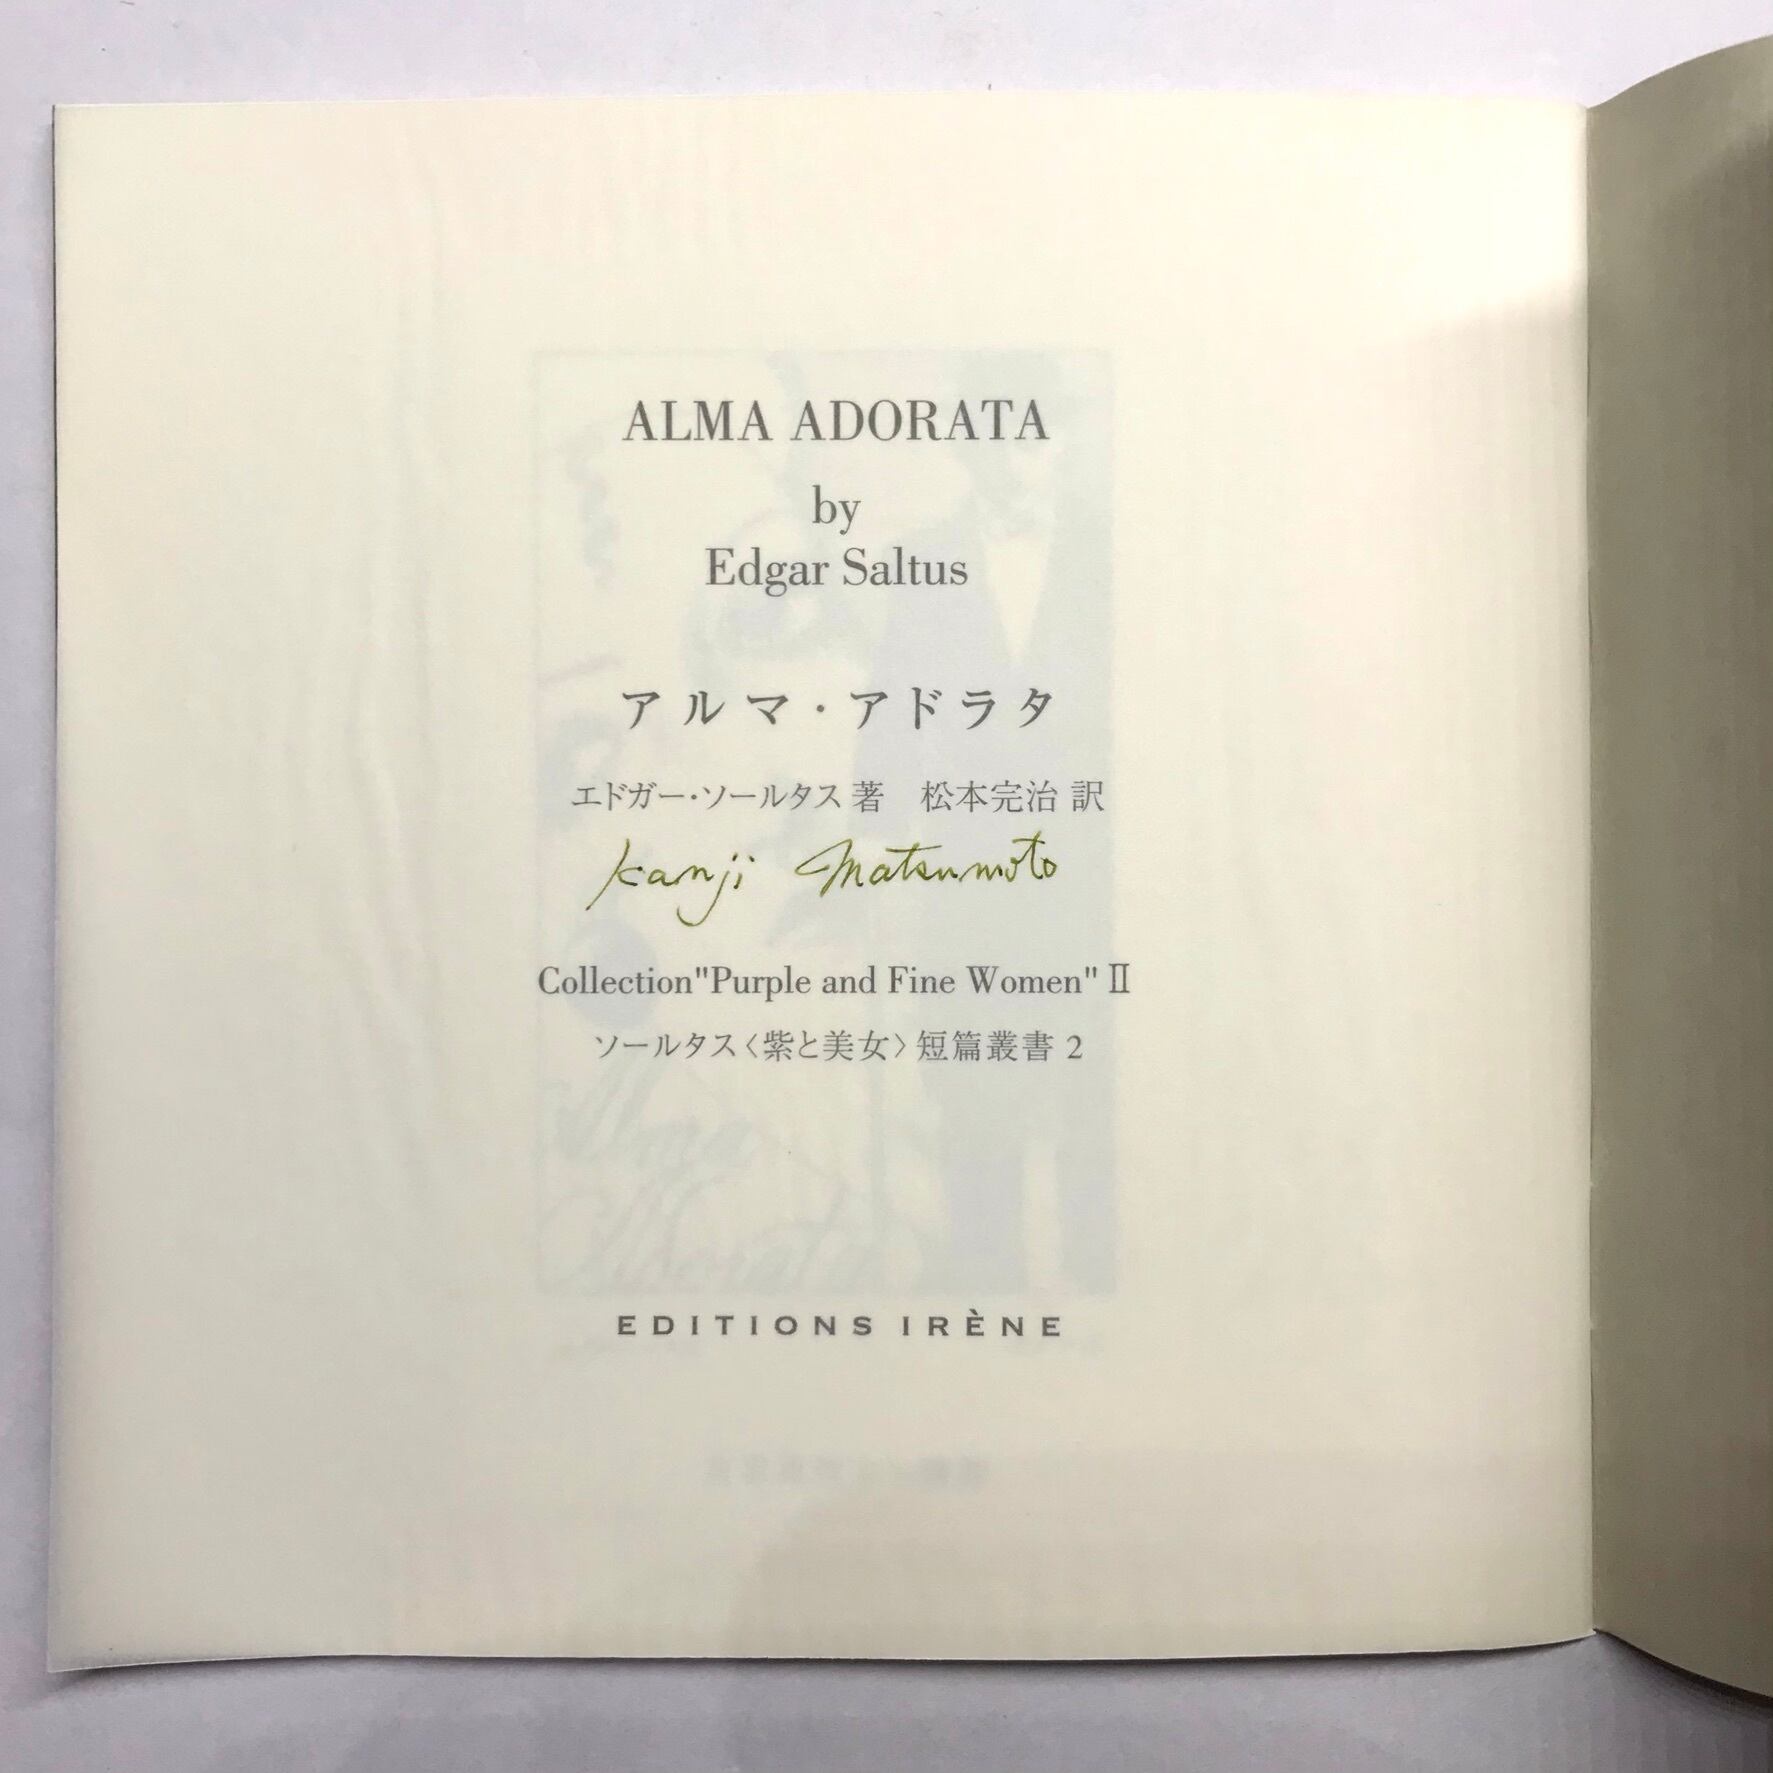 ALMA ADORATA
by
Edgar Saltus
アルマ・アドラタ
エドガー・ソールタス 著　松本完治 訳
Kanji Matsumoto
Collection"Purple and Fine Women" Ⅱ
ソールタス〈紫と美女〉短篇叢書 2
Alma
EDITIONS IRÈNE